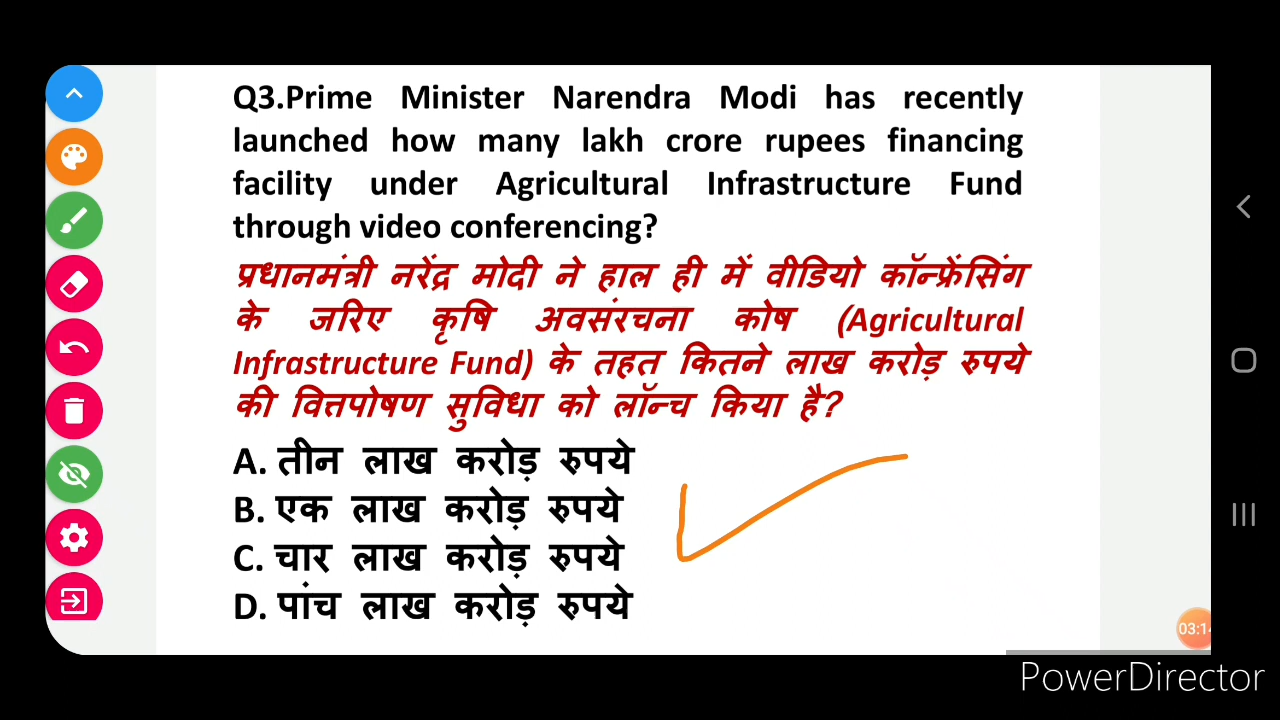 Q3.Prime Minister Narendra Modi has recently
launched how many lakh crore rupees financing
facility under Agricultural Infrastructure Fund
through video conferencing?
प्रधानमंत्री नरेंद्र मोदी ने हाल ही में वीडियो कॉन्फ्रेंसिंग
के जरिए कृषि अवसंरचना कोष (Agricultural
Infrastructure Fund) के तहत कितने लाख करोड़ रुपये
की वित्तपोषण सुविधा को लॉन्च किया है?
A. तीन लाख करोड़ रुपये
B. एक लाख करोड़ रुपये
C. चार लाख करोड़ रुपये
D. पांच लाख करोड़ रुपये
03:14
PowerDirector